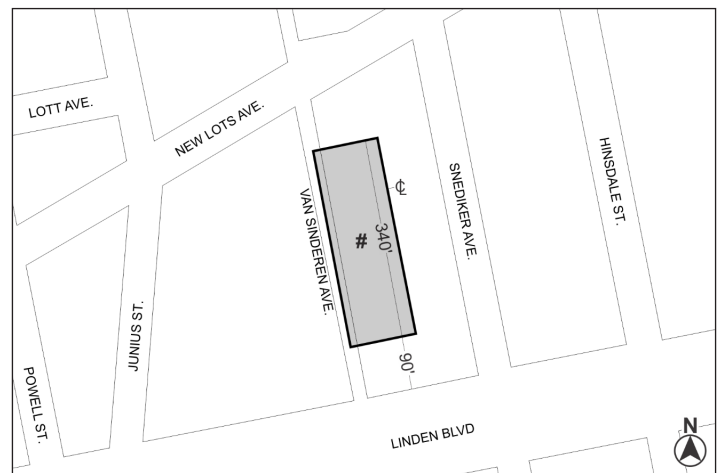 LOTT AVE.
NEW LOTS AVE.
HINSDALE ST.
SNEDIKER AVE.
℄
VAN SINDEREN AVE.
#
340'
JUNIUS ST.
POWELL ST.
90'
LINDEN BLVD
N